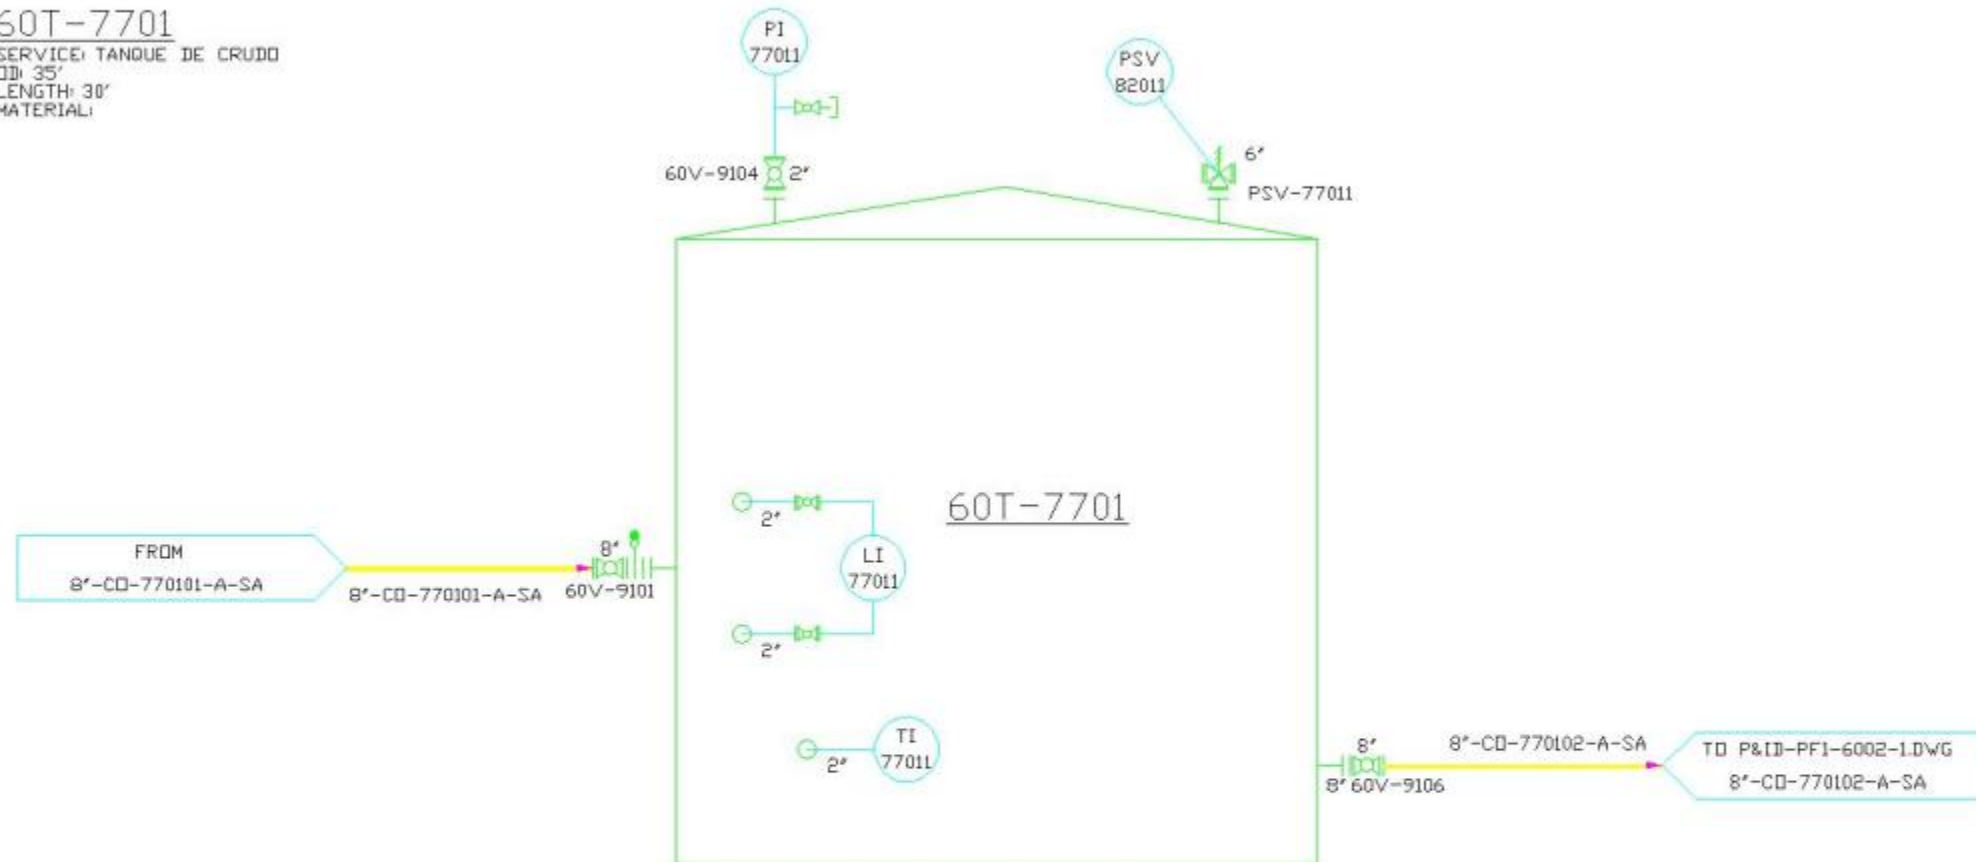 60T-7701
SERVICE: TANQUE DE CRUDO
OD: 35'
LENGTH: 30'
MATERIAL:
PI
77011
PSV
82011
60V-9104
2"
6"
PSV-77011
60T-7701
2"
LI
77011
2"
FROM
8"-CO-770101-A-SA
8"-CO-770101-A-SA
8"
60V-9101
TI
77011
2"
8"
8" 60V-9106
8"-CO-770102-A-SA
TO P&ID-PF1-6002-1.DWG
8"-CO-770102-A-SA